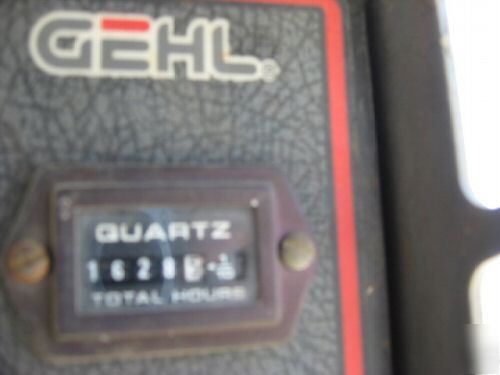 GEHL®
QUARTZ
1628
TOTAL HOURS